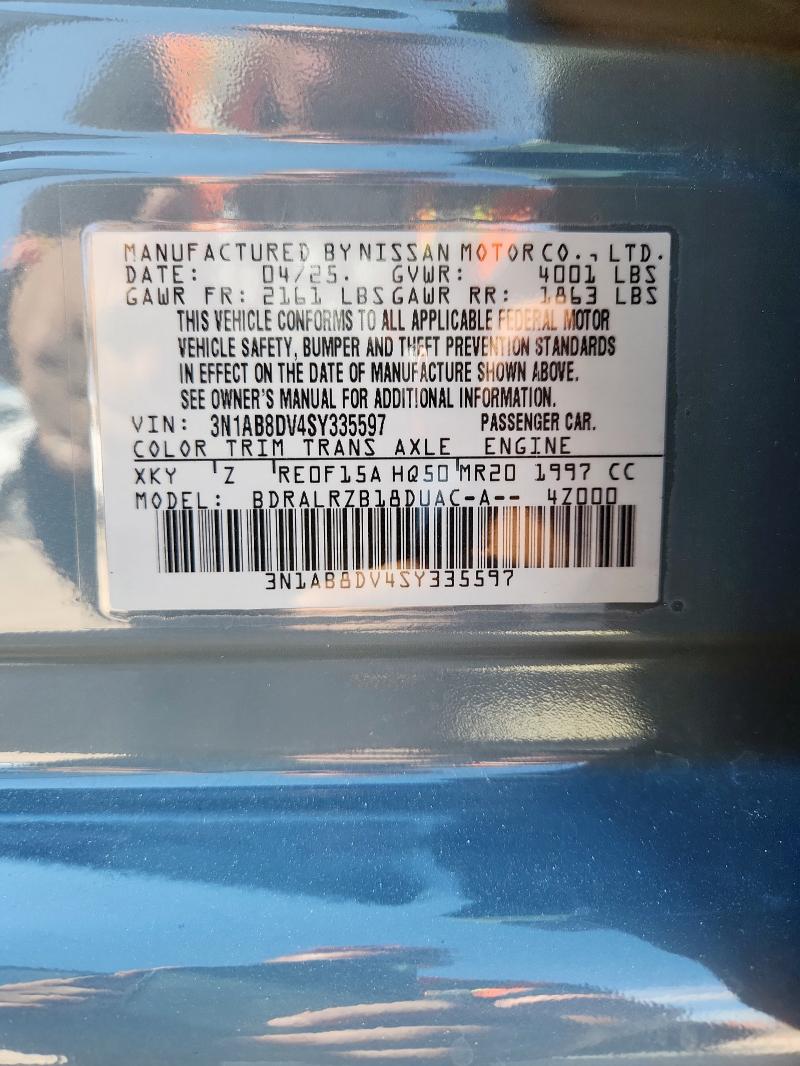 MANUFACTURED BY NISSAN MOTOR CO., LTD.
DATE: 04/25. GVWR: 4001 LBS
GAWR FR: 2161 LBS GAWR RR: 1863 LBS
THIS VEHICLE CONFORMS TO ALL APPLICABLE FEDERAL MOTOR
VEHICLE SAFETY, BUMPER AND THEFT PREVENTION STANDARDS
IN EFFECT ON THE DATE OF MANUFACTURE SHOWN ABOVE.
SEE OWNER'S MANUAL FOR ADDITIONAL INFORMATION.
VIN: 3N1AB8DV4SY335597 PASSENGER CAR.
COLOR TRIM TRANS AXLE ENGINE
XKY Z RE0F15A HQ50 MR20 1997 CC
MODEL: BDRALRZB18DUAC-A-- 4Z000
3N1AB8DV4SY335597